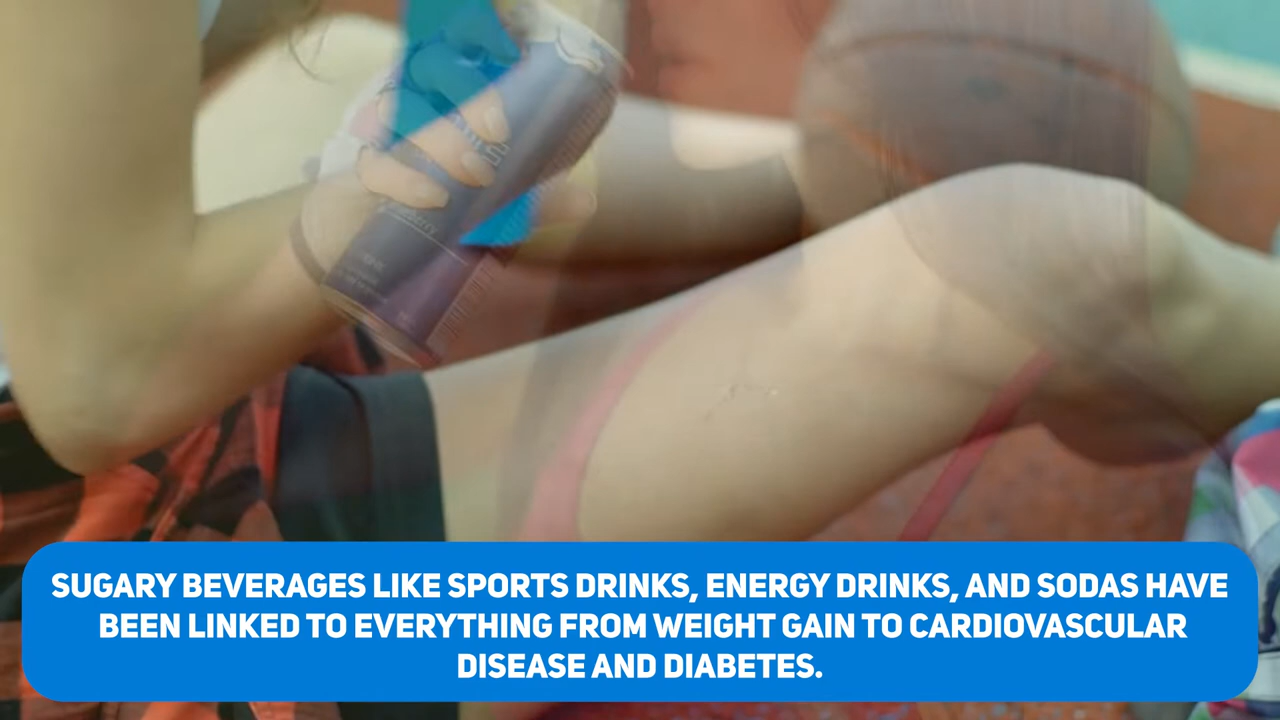 SUGARY BEVERAGES LIKE SPORTS DRINKS, ENERGY DRINKS, AND SODAS HAVE
BEEN LINKED TO EVERYTHING FROM WEIGHT GAIN TO CARDIOVASCULAR
DISEASE AND DIABETES.